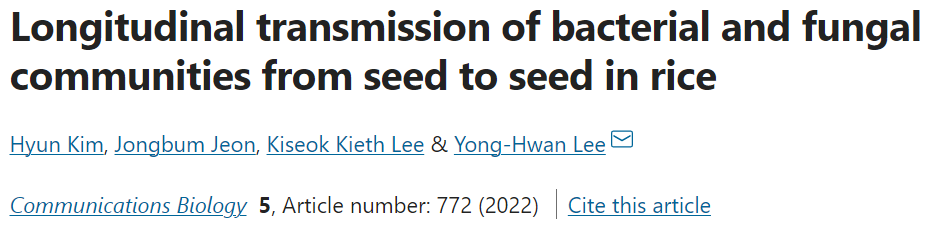 Longitudinal transmission of bacterial and fungal
communities from seed to seed in rice
Hyun Kim, Jongbum Jeon, Kiseok Kieth Lee & Yong-Hwan Lee
Communications Biology 5, Article number: 772 (2022) Cite this article